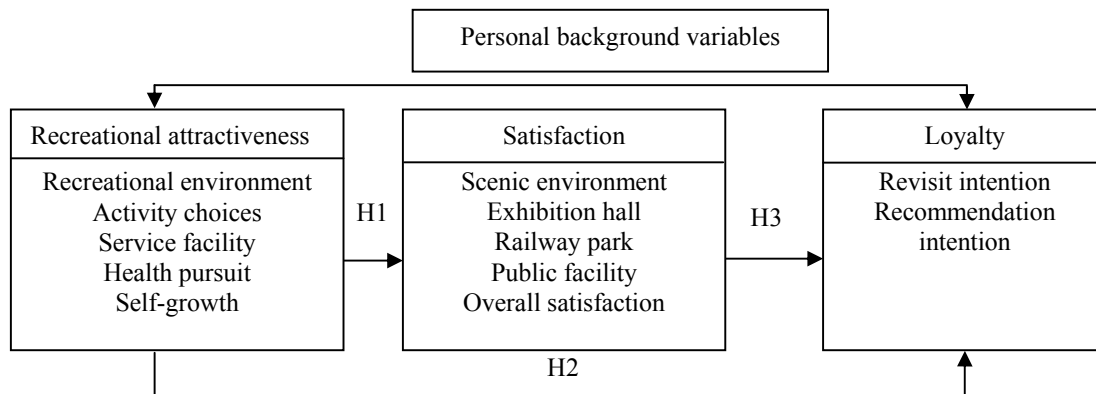 Personal background variables
Recreational attractiveness
Recreational environment
Activity choices
Service facility
Health pursuit
Self-growth
H1
Satisfaction
Scenic environment
Exhibition hall
Railway park
Public facility
Overall satisfaction
H3
Loyalty
Revisit intention
Recommendation
intention
H2